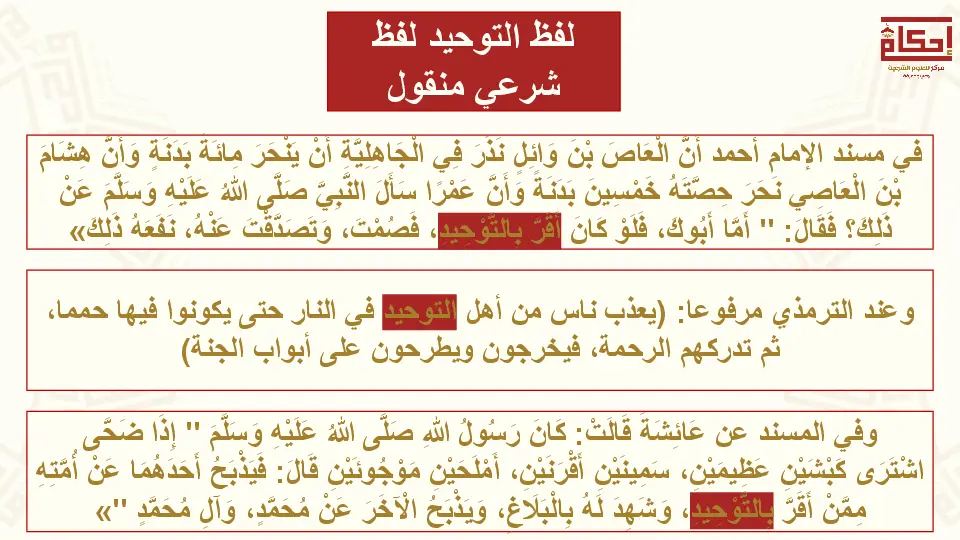 لفظ التوحيد لفظ
شرعي منقول
إحكام
مركز للعلوم الشرعية
في مسند الإمام أحمد أنَّ الْعَاصَ بْنَ وَائِلٍ نَذَرَ فِي الْجَاهِلِيَّةِ أَنْ يَنْحَرَ مِائَةَ بَدَنَةٍ وَأَنَّ هِشَامَ
بْنَ الْعَاصِي نَحَرَ حِصَّتَهُ خَمْسِينَ بَدَنَةً وَأَنَّ عَمْرًا سَأَلَ النَّبِيَّ صَلَّى اللهُ عَلَيْهِ وَسَلَّمَ عَنْ
ذَلِكَ؟ فَقَالَ: " أَمَّا أَبُوكَ، فَلَوْ كَانَ أَقَرَّ بِالتَّوْحِيدِ، فَصُمْتَ، وَتَصَدَّقْتَ عَنْهُ، نَفَعَهُ ذَلِكَ»
وعند الترمذي مرفوعا: (يعذب ناس من أهل التوحيد في النار حتى يكونوا فيها حمما،
ثم تدركهم الرحمة، فيخرجون ويطرحون على أبواب الجنة)
وفي المسند عن عَائِشَةَ قَالَتْ: كَانَ رَسُولُ اللهِ صَلَّى اللهُ عَلَيْهِ وَسَلَّمَ " إِذَا ضَحَّى
اشْتَرَى كَبْشَيْنِ عَظِيمَيْنِ، سَمِينَيْنِ أَقْرَنَيْنِ، أَمْلَحَيْنِ مَوْجُوئَيْنِ قَالَ: فَيَذْبَحُ أَحَدَهُمَا عَنْ أُمَّتِهِ
مِمَّنْ أَقَرَّ بِالتَّوْحِيدِ، وَشَهِدَ لَهُ بِالْبَلَاغِ، وَيَذْبَحُ الْآخَرَ عَنْ مُحَمَّدٍ، وَآلِ مُحَمَّدٍ "»